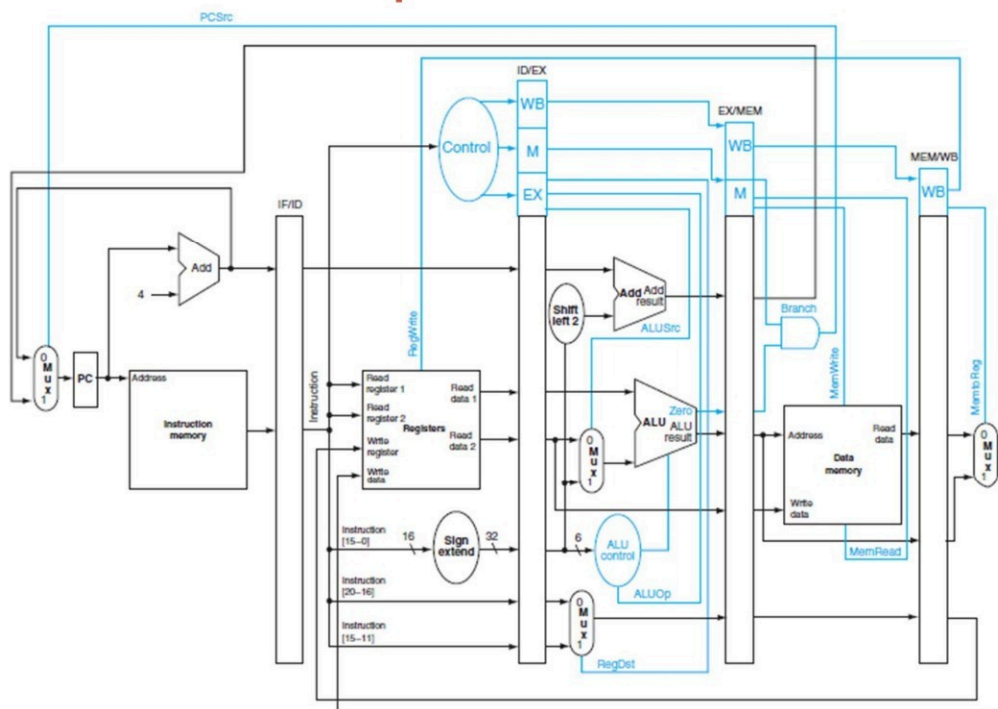 PCSrc
ID/EX
WB
EX/MEM
Control
M
WB
MEM/WB
EX
M
WB
IF/ID
Add
4
Add Add
result
Shift
left 2
Branch
ALUSrc
RegWrite
MemWrite
MemtoReg
0
M
u
x
1
PC
Address
Instruction
memory
Instruction
Read
register 1
Read
register 2
Write
register
Write
data
Registers
Read
data 1
Read
data 2
0
M
u
x
1
Zero
ALU
ALU
result
Address
Read
data
Data
memory
Write
data
0
M
u
x
1
Instruction
[15–0]
16
Sign
extend
32
6
ALU
control
MemRead
ALUOp
Instruction
[20–16]
Instruction
[15–11]
0
M
u
x
1
RegDst